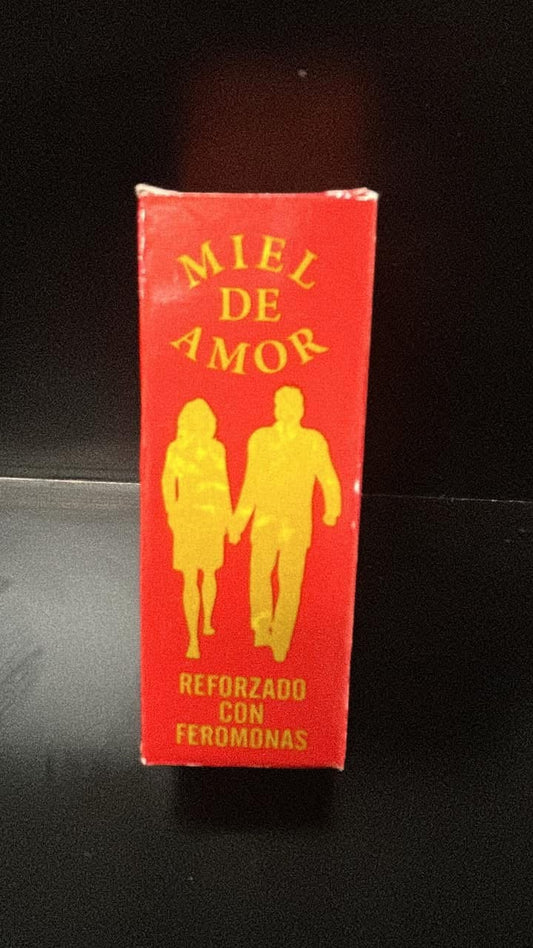 MIEL
DE
AMOR
REFORZADO
CON
FEROMONAS